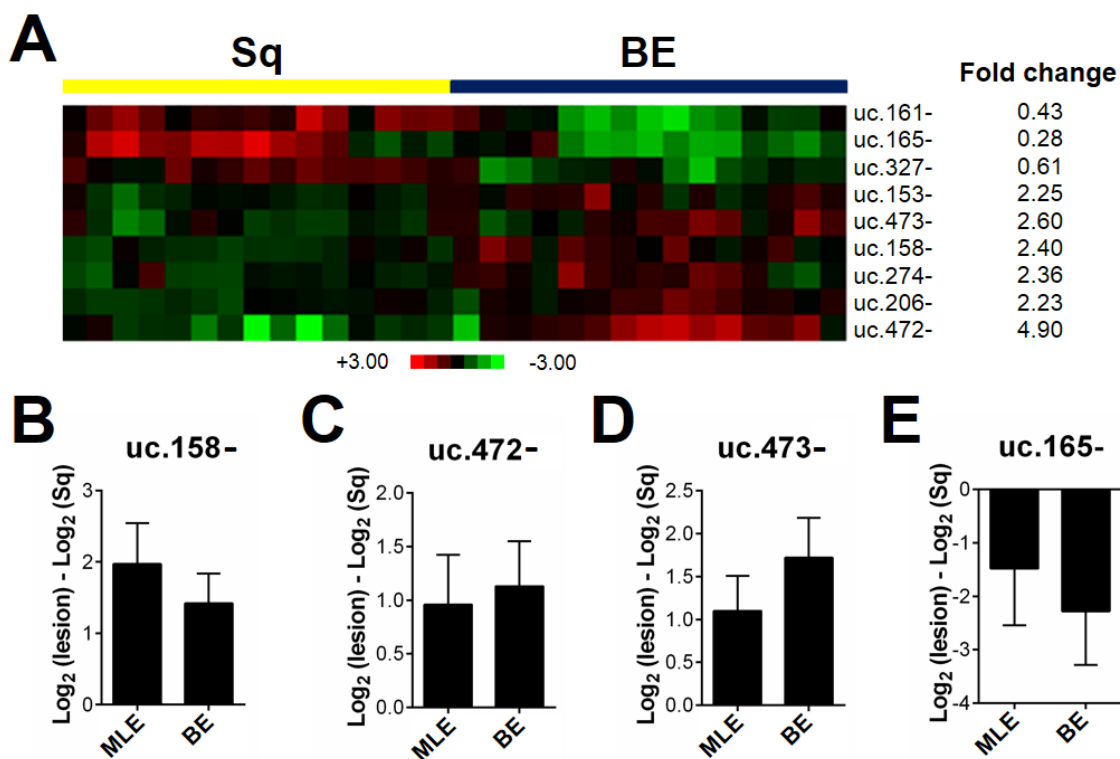 A
Sq BE
Fold change
uc.161- 0.43
uc.165- 0.28
uc.327- 0.61
uc.153- 2.25
uc.473- 2.60
uc.158- 2.40
uc.274- 2.36
uc.206- 2.23
uc.472- 4.90
+3.00 -3.00
B
uc.158-
Log2 (lesion) - Log2 (Sq)
3
2
1
0
MLE BE
C
uc.472-
Log2 (lesion) - Log2 (Sq)
2.0
1.5
1.0
0.5
0.0
MLE BE
D
uc.473-
Log2 (lesion) - Log2 (Sq)
2.5
2.0
1.5
1.0
0.5
0.0
MLE BE
E
uc.165-
Log2 (lesion) - Log2 (Sq)
0
-1
-2
-3
-4
MLE BE